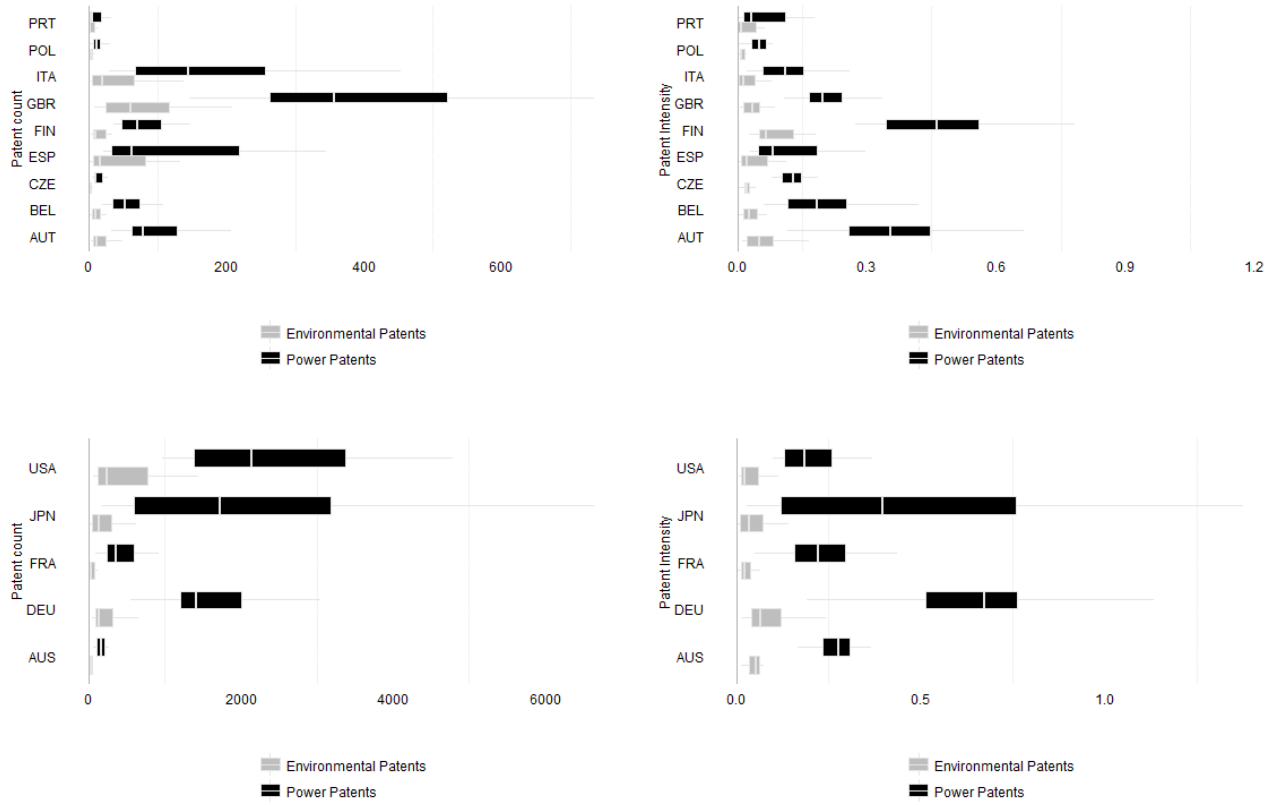 Patent count
PRT
POL
ITA
GBR
FIN
ESP
CZE
BEL
AUT
0 200 400 600
Environmental Patents
Power Patents
Patent Intensity
PRT
POL
ITA
GBR
FIN
ESP
CZE
BEL
AUT
0.0 0.3 0.6 0.9 1.2
Environmental Patents
Power Patents
Patent count
USA
JPN
FRA
DEU
AUS
0 2000 4000 6000
Environmental Patents
Power Patents
Patent Intensity
USA
JPN
FRA
DEU
AUS
0.0 0.5 1.0
Environmental Patents
Power Patents